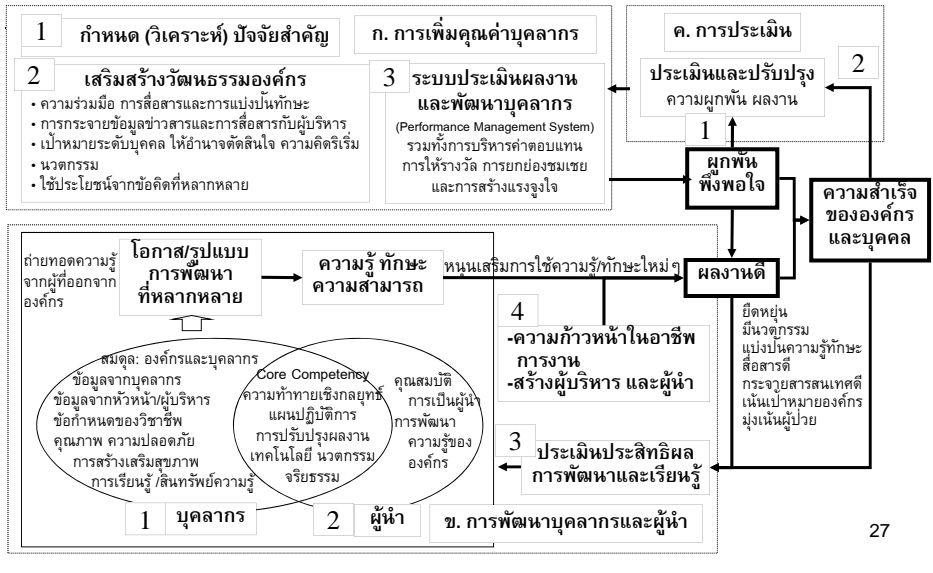 1 กำหนด (วิเคราะห์) ปัจจัยสำคัญ
ก. การเพิ่มคุณค่าบุคลากร
2 เสริมสร้างวัฒนธรรมองค์กร
• ความร่วมมือ การสื่อสารและการแบ่งปันทักษะ
• การกระจายข้อมูลข่าวสารและการสื่อสารกับผู้บริหาร
• เป้าหมายระดับบุคคล ให้อำนาจตัดสินใจ ความคิดริเริ่ม
• นวตกรรม
• ใช้ประโยชน์จากข้อคิดที่หลากหลาย
3 ระบบประเมินผลงาน
และพัฒนาบุคลากร
(Performance Management System)
รวมทั้งการบริหารค่าตอบแทน
การให้รางวัล การยกย่องชมเชย
และการสร้างแรงจูงใจ
ค. การประเมิน
ประเมินและปรับปรุง
ความผูกพัน ผลงาน
2
1
ผูกพัน
พึงพอใจ
ความสำเร็จ
ขององค์กร
และบุคคล
ถ่ายทอดความรู้
จากผู้ที่ออกจาก
องค์กร
โอกาส/รูปแบบ
การพัฒนา
ที่หลากหลาย
ความรู้ ทักษะ
ความสามารถ
หนุนเสริมการใช้ความรู้/ทักษะใหม่ๆ
ผลงานดี
4
-ความก้าวหน้าในอาชีพ
การงาน
-สร้างผู้บริหาร และผู้นำ
ยืดหยุ่น
มีนวตกรรม
แบ่งปันความรู้ทักษะ
สื่อสารดี
กระจายสารสนเทศดี
เน้นเป้าหมายองค์กร
มุ่งเน้นผู้ป่วย
สมดุล: องค์กรและบุคลากร
ข้อมูลจากบุคลากร
ข้อมูลจากหัวหน้า/ผู้บริหาร
ข้อกำหนดของวิชาชีพ
คุณภาพ ความปลอดภัย
การสร้างเสริมสุขภาพ
การเรียนรู้ /สินทรัพย์ความรู้
Core Competency
ความท้าทายเชิงกลยุทธ์
แผนปฏิบัติการ
การปรับปรุงผลงาน
เทคโนโลยี นวตกรรม
จริยธรรม
คุณสมบัติ
การเป็นผู้นำ
การพัฒนา
ความรู้ของ
องค์กร
3 ประเมินประสิทธิผล
การพัฒนาและเรียนรู้
1 บุคลากร
2 ผู้นำ
ข. การพัฒนาบุคลากรและผู้นำ
27